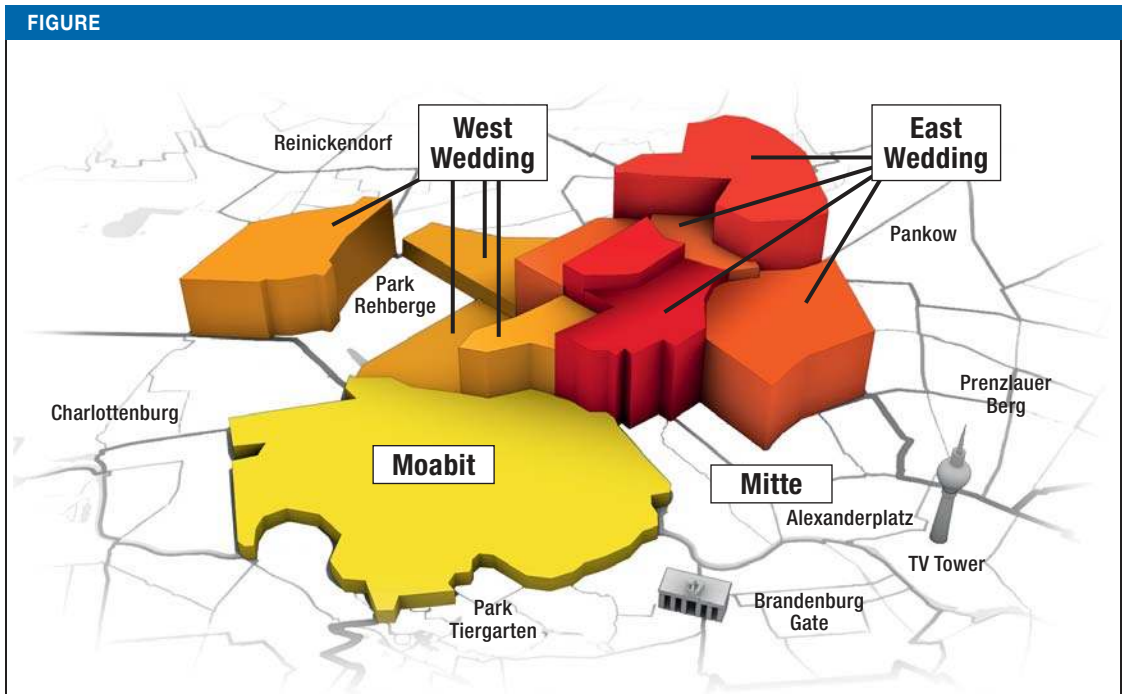 FIGURE
West
Wedding
East
Wedding
Reinickendorf
Pankow
Park
Rehberge
Prenzlauer
Berg
Charlottenburg
Moabit
Mitte
Alexanderplatz
TV Tower
Brandenburg
Gate
Park
Tiergarten